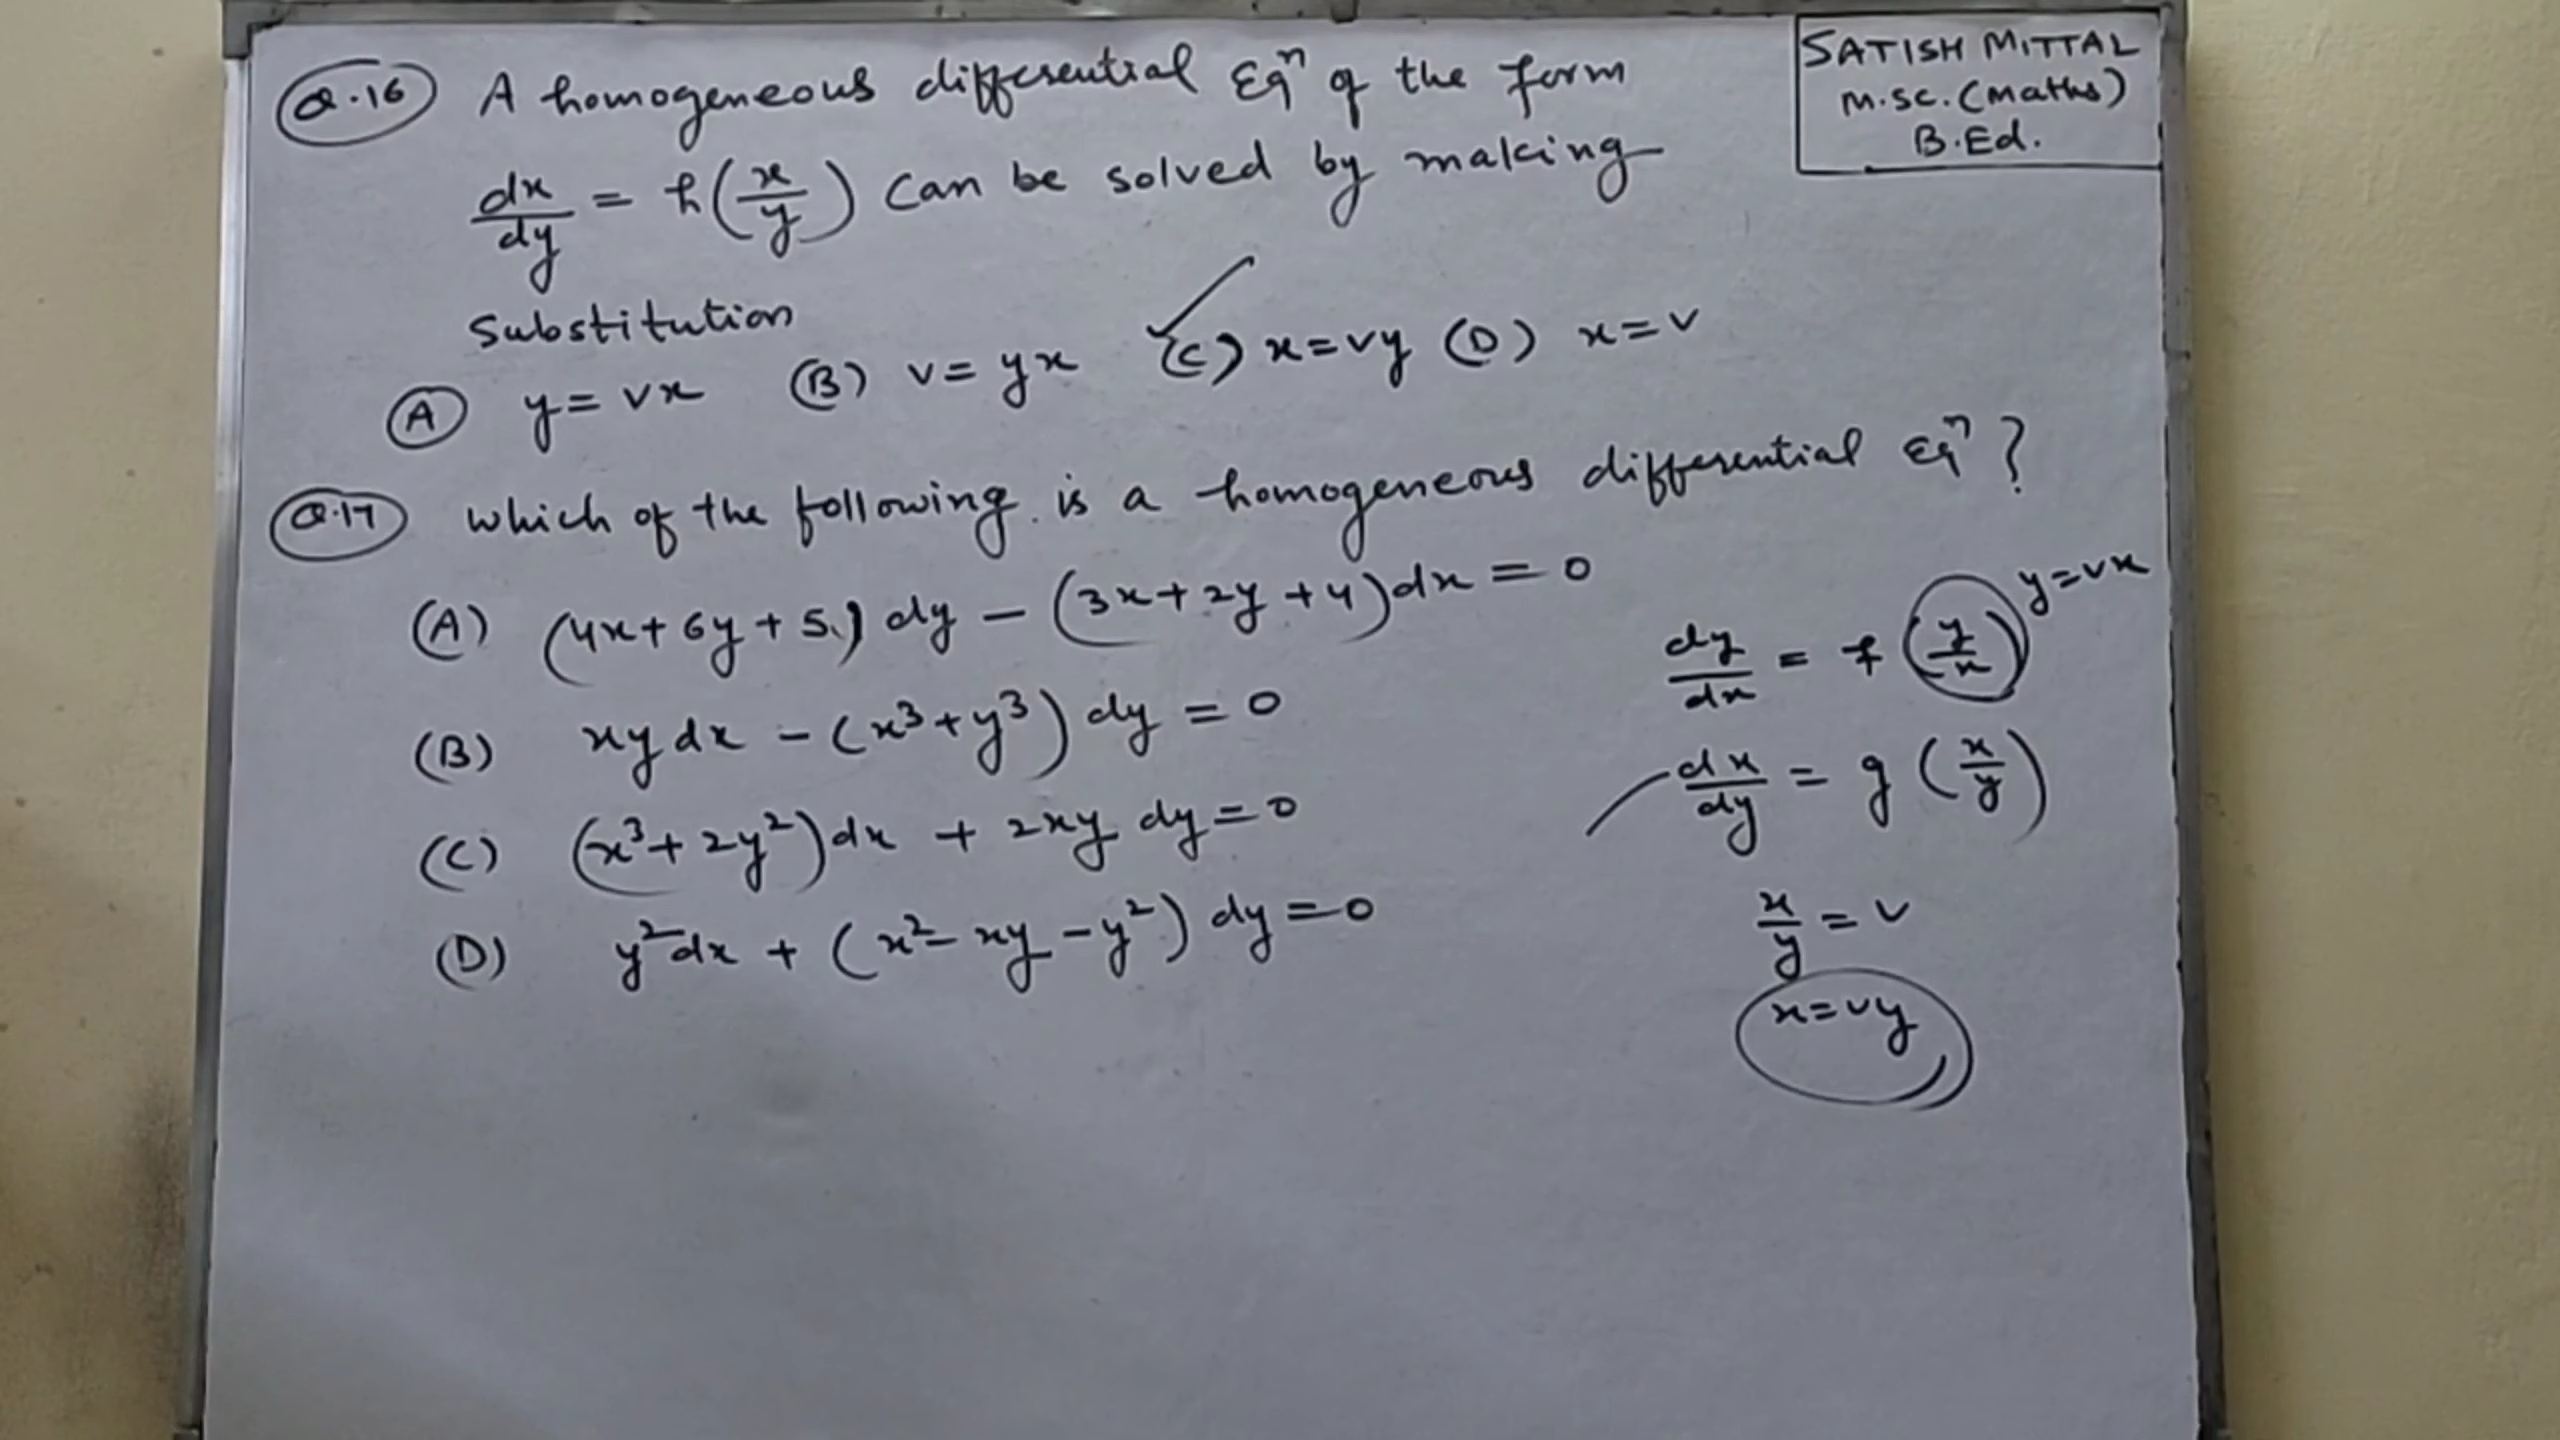 Q.16 A homogeneous differential Eqⁿ of the form
dx/dy = h(x/y) can be solved by making
Substitution
(A) y = vx (B) v = yx (C) x = vy (D) x = v
Q.17 which of the following is a homogeneous differential Eqⁿ?
(A) (4x + 6y + 5) dy - (3x + 2y + 4) dx = 0
(B) xy dx - (x³ + y³) dy = 0
(C) (x³ + 2y²) dx + 2xy dy = 0
(D) y² dx + (x² - xy - y²) dy = 0
SATISH MITTAL
M.SC. (Maths)
B.Ed.
dy/dx = f (y/x) y = vx
dx/dy = g (x/y)
x/y = v
x = vy